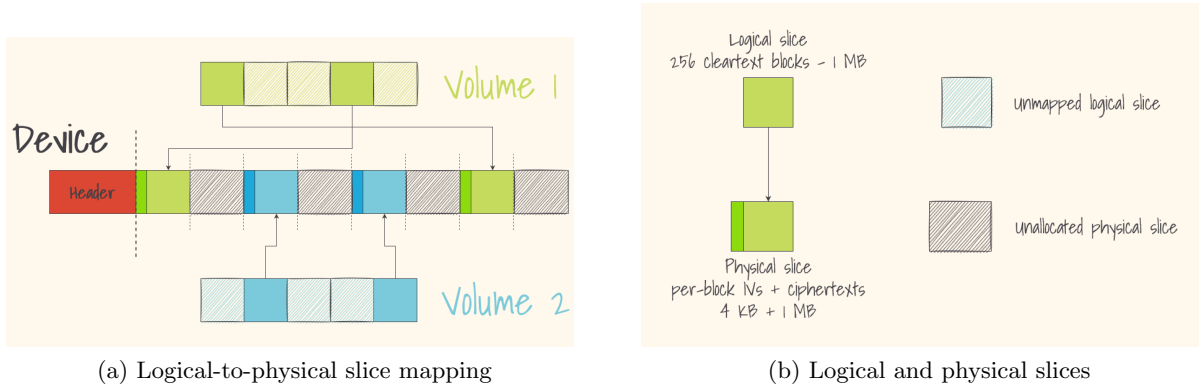 Volume 1
Device
Header
Volume 2
(a) Logical-to-physical slice mapping
Logical slice
256 cleartext blocks - 1 MB
Unmapped logical slice
Unallocated physical slice
Physical slice
per-block IVs + ciphertexts
4 KB + 1 MB
(b) Logical and physical slices